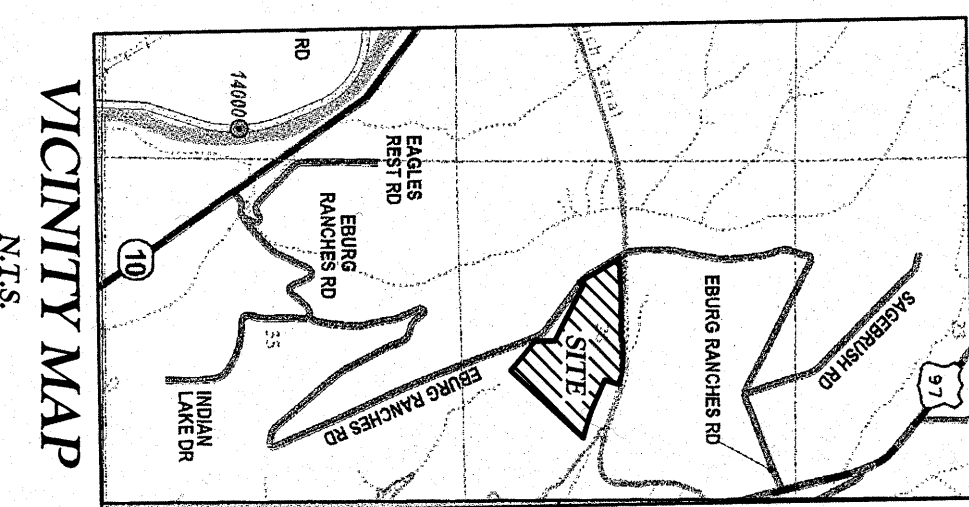 RD
14000
EAGLES
REST RD
EBURG
RANCHES RD
10
35
INDIAN
LAKE DR
EBURG RANCHES RD
SITE
EBURG RANCHES RD
SAGEBRUSH RD
97
VICINITY MAP
N.T.S.